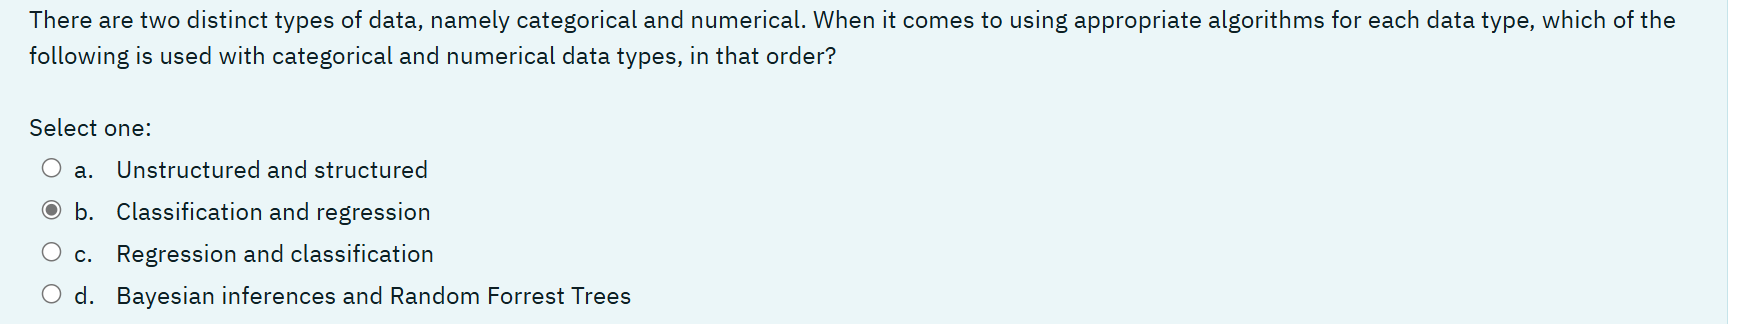 There are two distinct types of data, namely categorical and numerical. When it comes to using appropriate algorithms for each data type, which of the
following is used with categorical and numerical data types, in that order?
Select one:
a. Unstructured and structured
b. Classification and regression
c. Regression and classification
d. Bayesian inferences and Random Forrest Trees